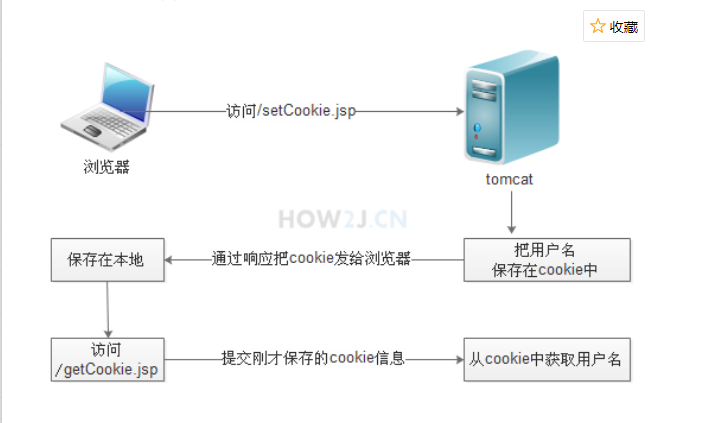 收藏
访问/setCookie.jsp
浏览器
tomcat
HOW2J.CN
把用户名
保存在cookie中
通过响应把cookie发给浏览器
保存在本地
访问
/getCookie.jsp
提交刚才保存的cookie信息
从cookie中获取用户名